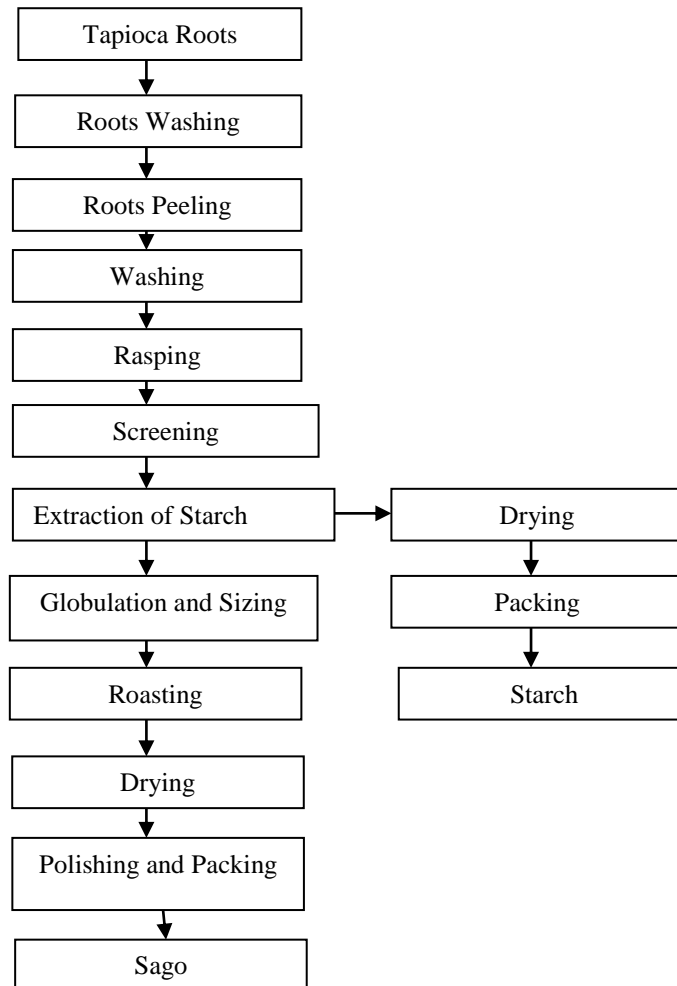 Tapioca Roots
Roots Washing
Roots Peeling
Washing
Rasping
Screening
Extraction of Starch
Drying
Globulation and Sizing
Packing
Roasting
Starch
Drying
Polishing and Packing
Sago